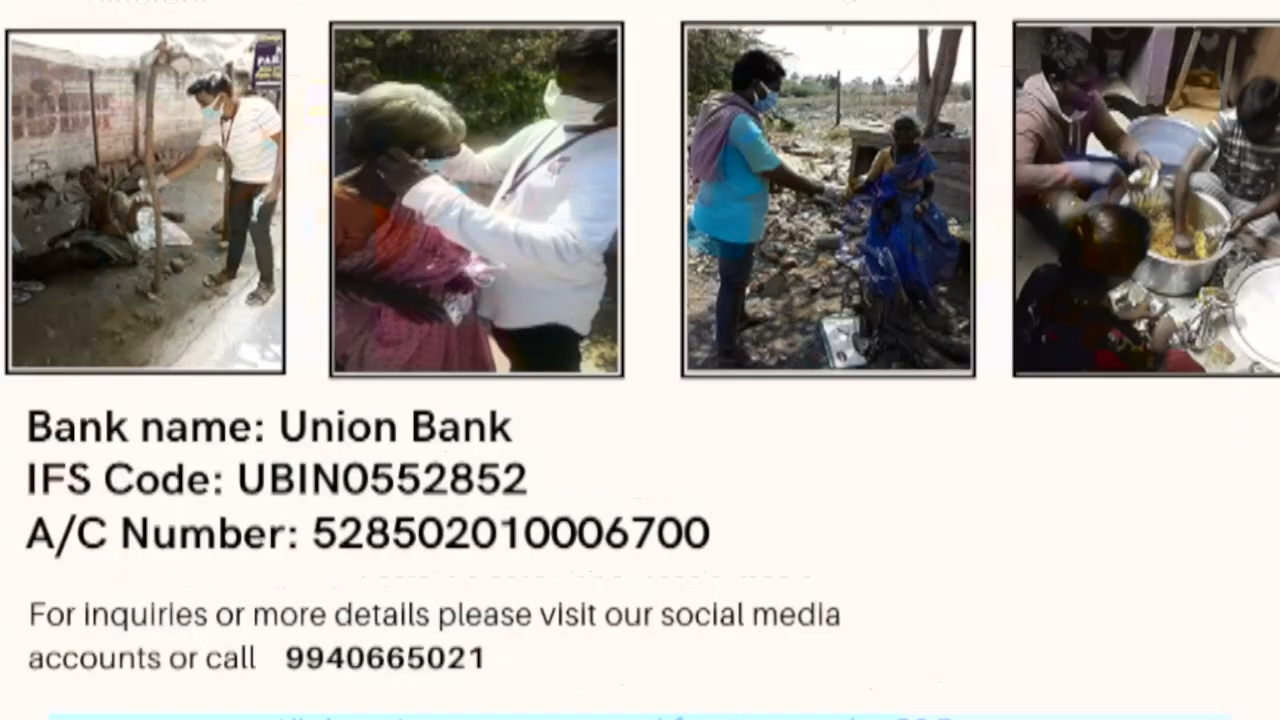 Bank name: Union Bank
IFS Code: UBIN0552852
A/C Number: 528502010006700
For inquiries or more details please visit our social media
accounts or call 9940665021